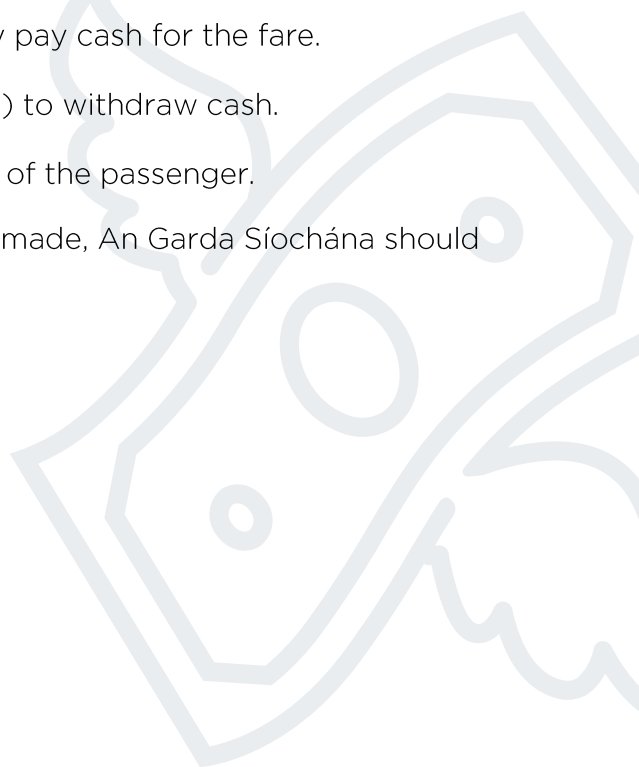 pay cash for the fare.
) to withdraw cash.
of the passenger.
made, An Garda Síochána should